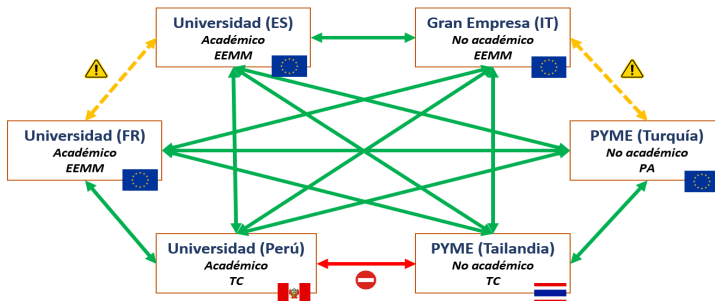 Universidad (ES)
Académico
EEMM
Gran Empresa (IT)
No académico
EEMM
!
!
Universidad (FR)
Académico
EEMM
PYME (Turquía)
No académico
PA
Universidad (Perú)
Académico
TC
PYME (Tailandia)
No académico
TC